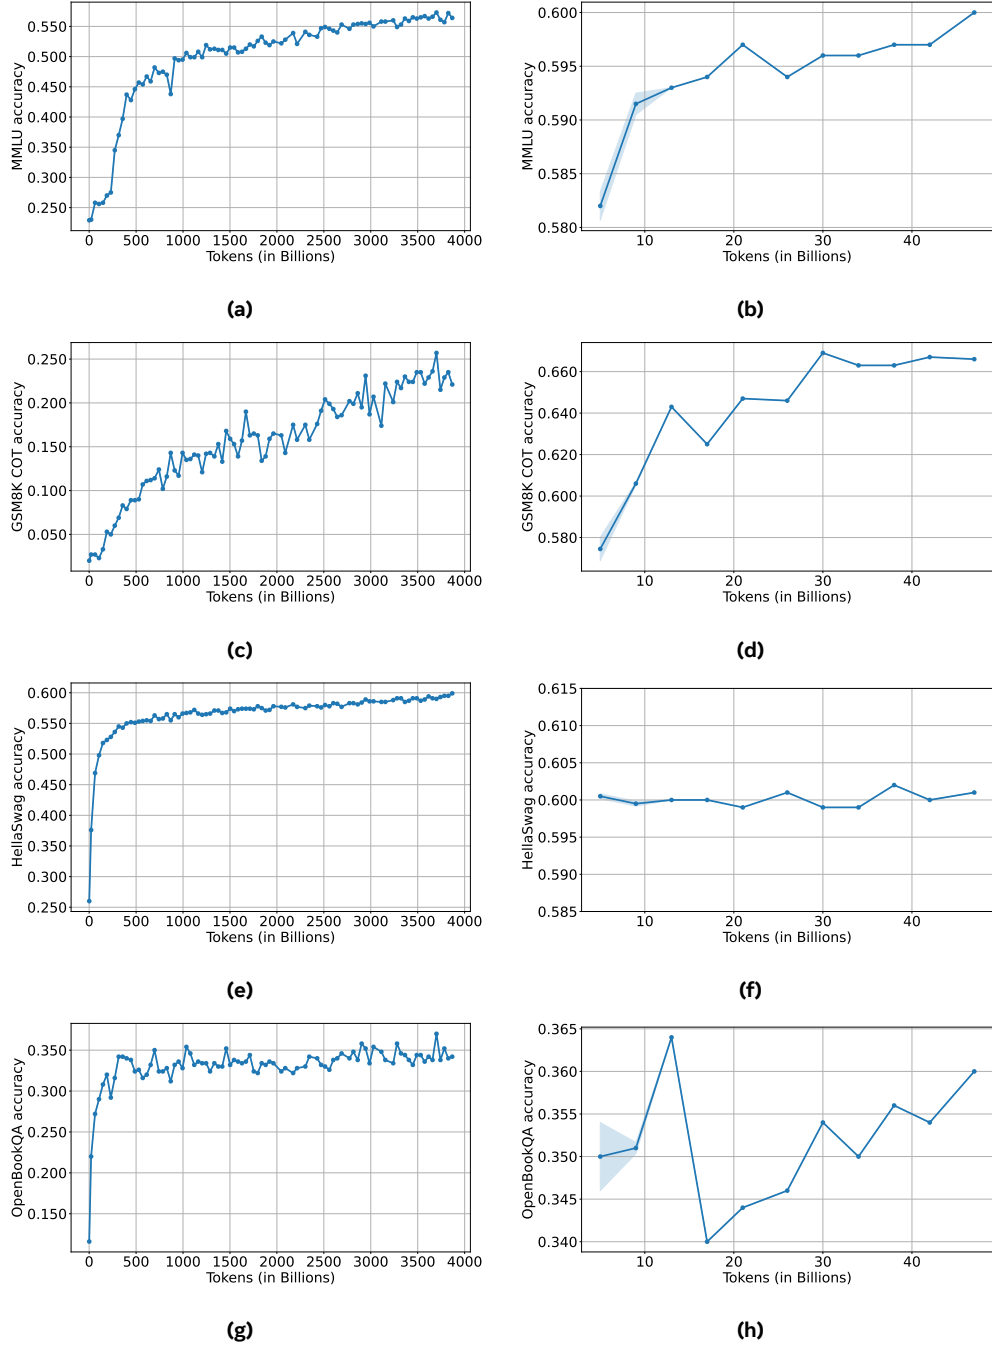 0.550
0.500
0.450
0.400
0.350
0.300
0.250
MMLU accuracy
0 500 1000 1500 2000 2500 3000 3500 4000
Tokens (in Billions)
(a)
0.600
0.595
0.590
0.585
0.580
MMLU accuracy
10 20 30 40
Tokens (in Billions)
(b)
0.250
0.200
0.150
0.100
0.050
GSM8K COT accuracy
0 500 1000 1500 2000 2500 3000 3500 4000
Tokens (in Billions)
(c)
0.660
0.640
0.620
0.600
0.580
GSM8K COT accuracy
10 20 30 40
Tokens (in Billions)
(d)
0.600
0.550
0.500
0.450
0.400
0.350
0.300
0.250
HellaSwag accuracy
0 500 1000 1500 2000 2500 3000 3500 4000
Tokens (in Billions)
(e)
0.615
0.610
0.605
0.600
0.595
0.590
0.585
HellaSwag accuracy
10 20 30 40
Tokens (in Billions)
(f)
0.350
0.300
0.250
0.200
0.150
OpenBookQA accuracy
0 500 1000 1500 2000 2500 3000 3500 4000
Tokens (in Billions)
(g)
0.365
0.360
0.355
0.350
0.345
0.340
OpenBookQA accuracy
10 20 30 40
Tokens (in Billions)
(h)